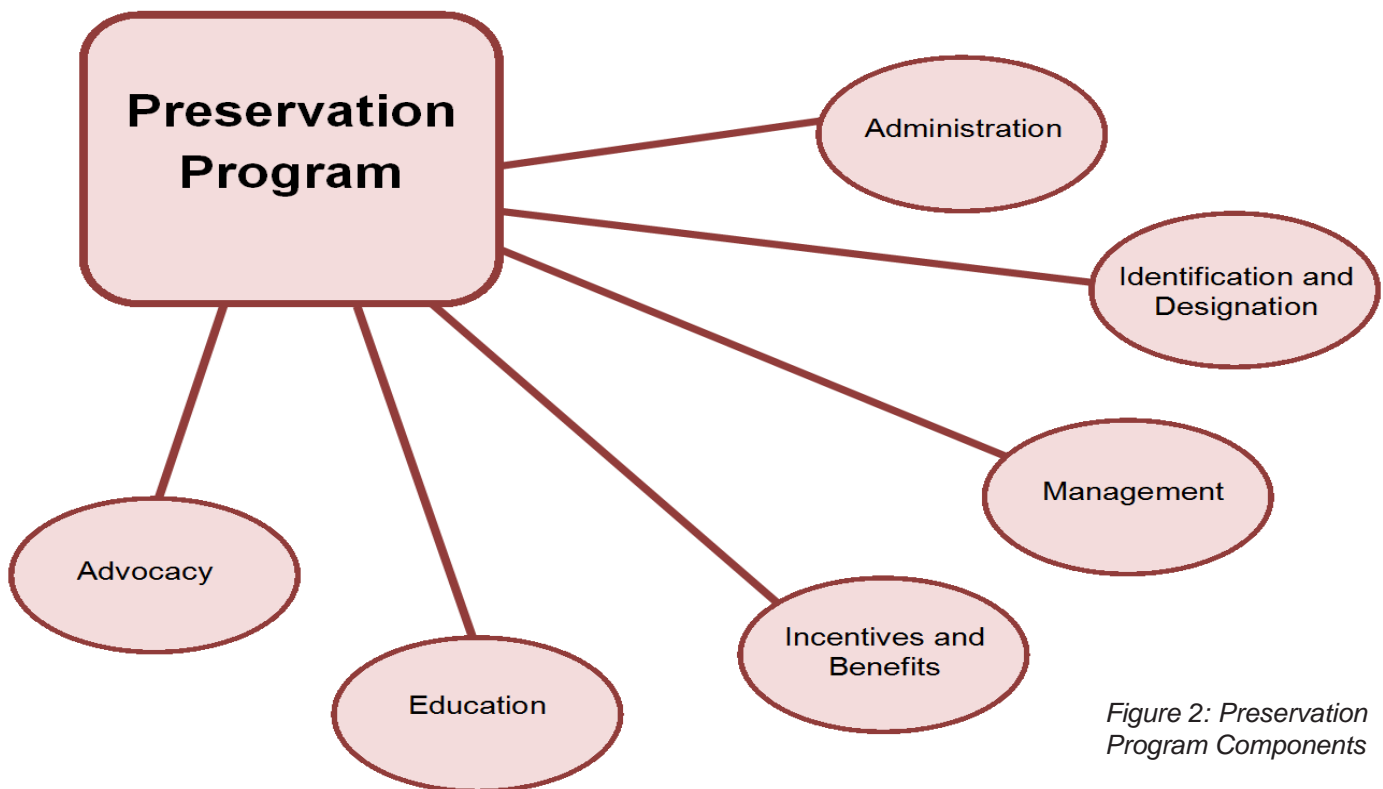 Preservation
Program
Administration
Identification and
Designation
Management
Incentives and
Benefits
Education
Advocacy
Figure 2: Preservation
Program Components